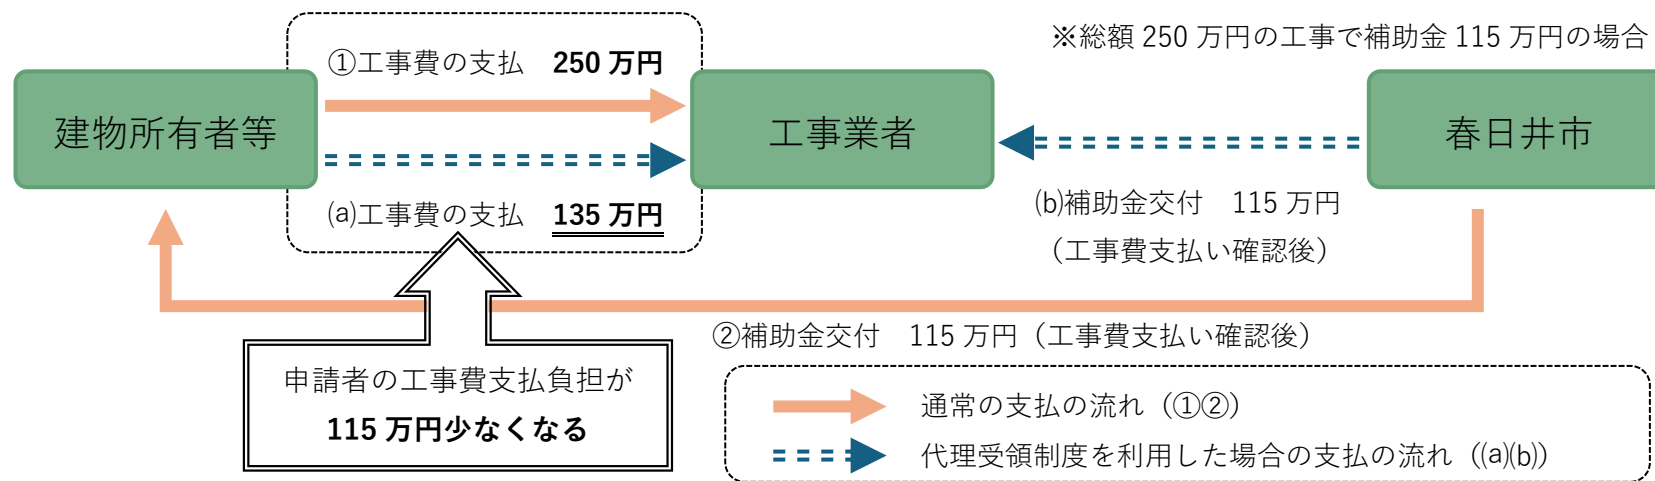 ※総額 250 万円の工事で補助金 115 万円の場合
①工事費の支払　250 万円
建物所有者等
工事業者
春日井市
⒜工事費の支払　135 万円
⒝補助金交付　115 万円
（工事費支払い確認後）
②補助金交付　115 万円（工事費支払い確認後）
申請者の工事費支払負担が
115 万円少なくなる
通常の支払の流れ（①②）
代理受領制度を利用した場合の支払の流れ（⒜⒝）